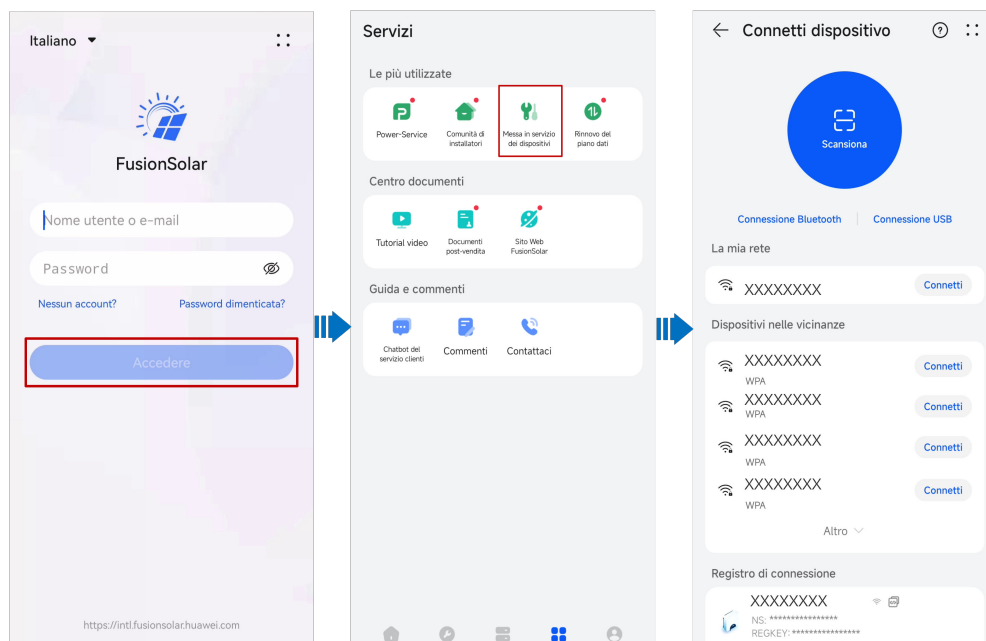 Italiano
FusionSolar
Nome utente o e-mail
Password
Nessun account? Password dimenticata?
Accedere
https://intl.fusionsolar.huawei.com
Servizi
Le più utilizzate
Power-Service
Comunità di
installatori
Messa in servizio
dei dispositivi
Rinnovo del
piano dati
Centro documenti
Tutorial video
Documenti
post-vendita
Sito Web
FusionSolar
Guida e commenti
Chatbot del
servizio clienti
Commenti
Contattaci
Connetti dispositivo
Scansiona
Connessione Bluetooth Connessione USB
La mia rete
XXXXXXXX Connetti
Dispositivi nelle vicinanze
XXXXXXXX Connetti
WPA
XXXXXXXX Connetti
WPA
XXXXXXXX Connetti
WPA
XXXXXXXX Connetti
WPA
Altro
Registro di connessione
XXXXXXXX
NS: ****************
REGKEY: ****************